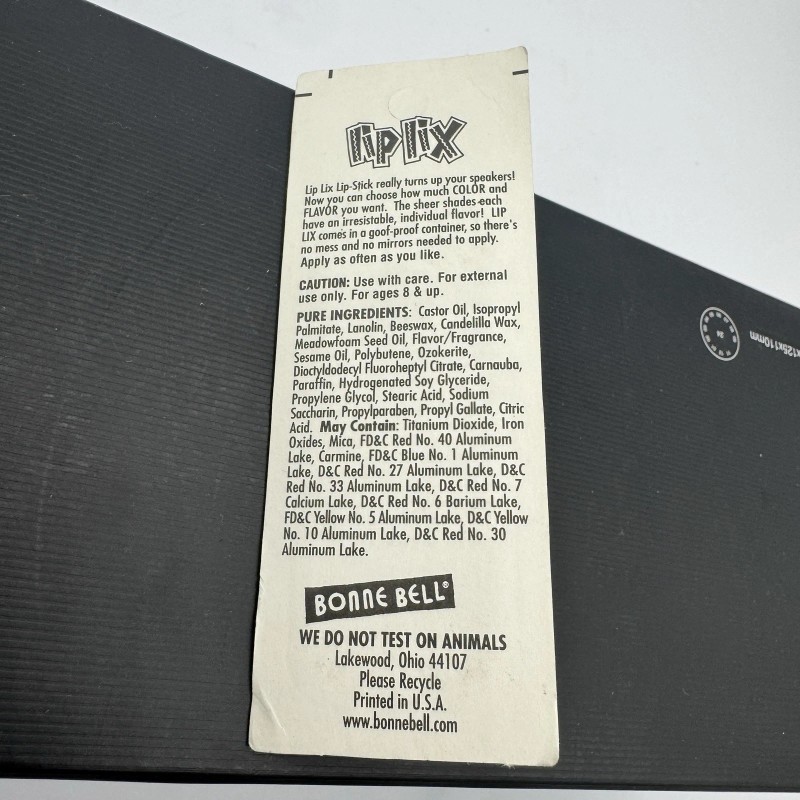 lip lix
Lip Lix Lip-Stick really turns up your speakers!
Now you can choose how much COLOR and
FLAVOR you want. The sheer shades each
have an irresistable, individual flavor! LIP
LIX comes in a goof-proof container, so there's
no mess and no mirrors needed to apply.
Apply as often as you like.
CAUTION: Use with care. For external
use only. For ages 8 & up.
PURE INGREDIENTS: Castor Oil, Isopropyl
Palmitate, Lanolin, Beeswax, Candelilla Wax,
Meadowfoam Seed Oil, Flavor/Fragrance,
Sesame Oil, Polybutene, Ozokerite,
Dioctyldodecyl Fluoroheptyl Citrate, Carnauba,
Paraffin, Hydrogenated Soy Glyceride,
Propylene Glycol, Stearic Acid, Sodium
Saccharin, Propylparaben, Propyl Gallate, Citric
Acid. May Contain: Titanium Dioxide, Iron
Oxides, Mica, FD&C Red No. 40 Aluminum
Lake, Carmine, FD&C Blue No. 1 Aluminum
Lake, D&C Red No. 27 Aluminum Lake, D&C
Red No. 33 Aluminum Lake, D&C Red No. 7
Calcium Lake, D&C Red No. 6 Barium Lake,
FD&C Yellow No. 5 Aluminum Lake, D&C Yellow
No. 10 Aluminum Lake, D&C Red No. 30
Aluminum Lake.
BONNE BELL®
WE DO NOT TEST ON ANIMALS
Lakewood, Ohio 44107
Please Recycle
Printed in U.S.A.
www.bonnebell.com
x125x110mm